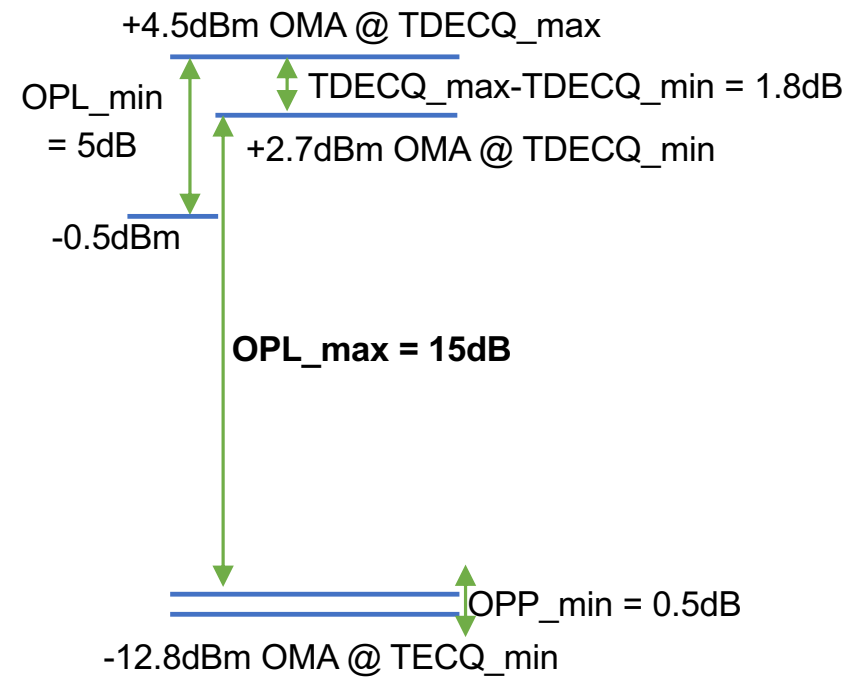 +4.5dBm OMA @ TDECQ_max
OPL_min
= 5dB
TDECQ_max-TDECQ_min = 1.8dB
+2.7dBm OMA @ TDECQ_min
-0.5dBm
OPL_max = 15dB
OPP_min = 0.5dB
-12.8dBm OMA @ TECQ_min